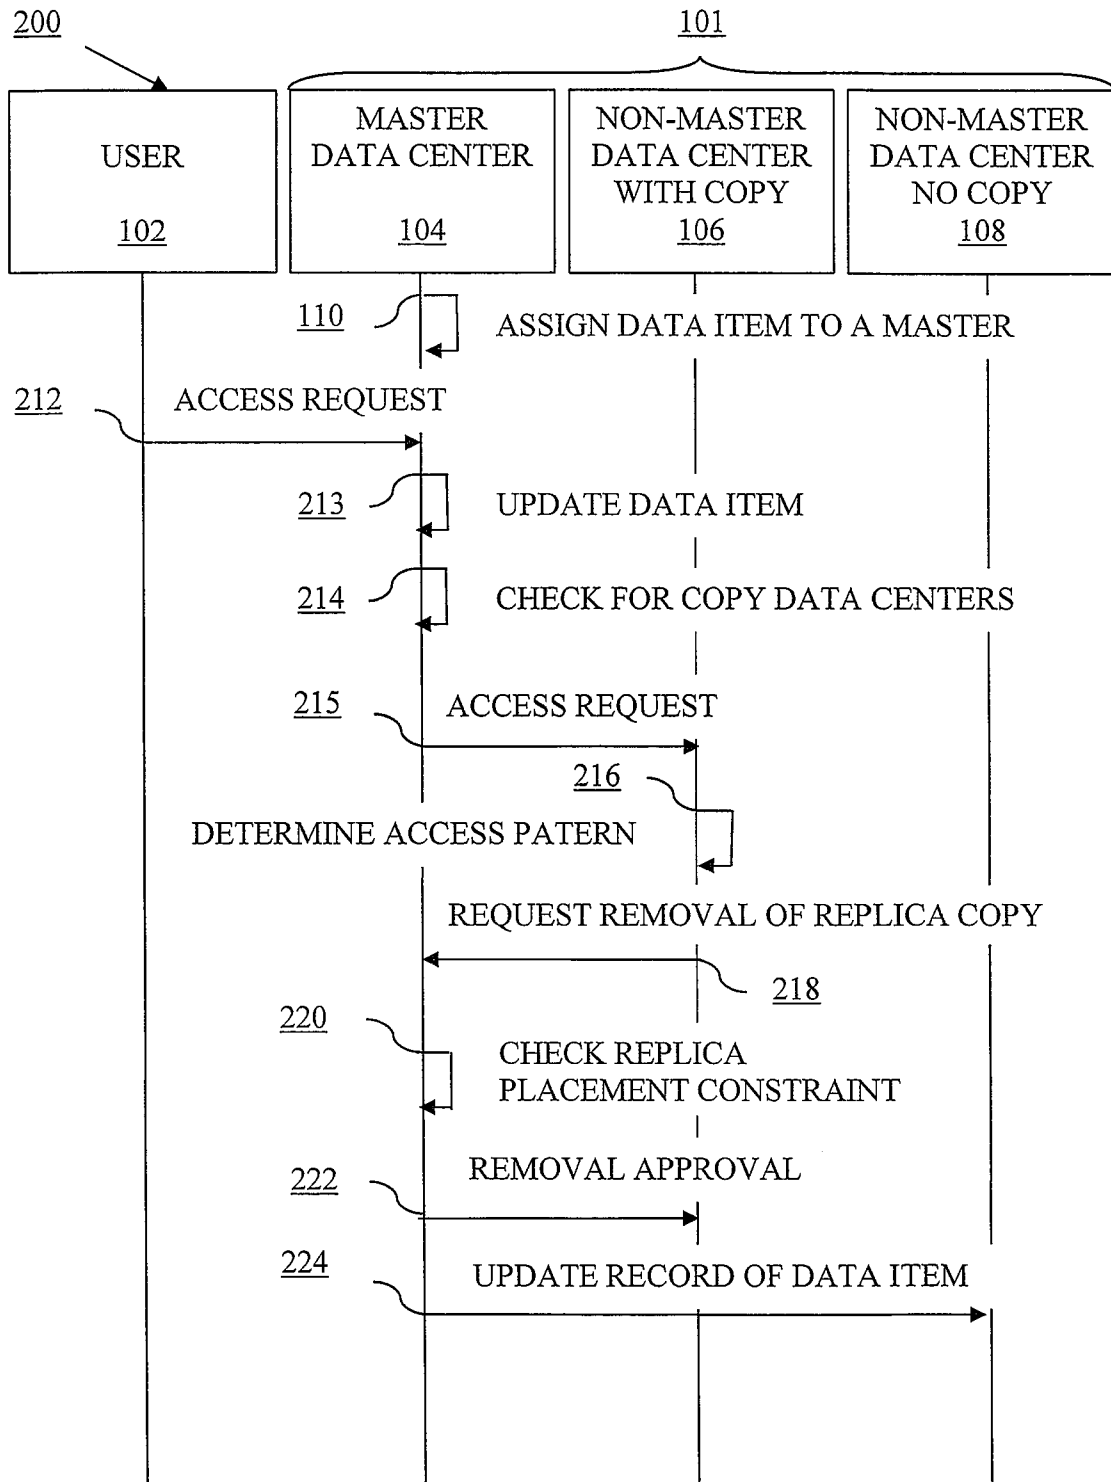 200
101
USER
102
MASTER
DATA CENTER
104
NON-MASTER
DATA CENTER
WITH COPY
106
NON-MASTER
DATA CENTER
NO COPY
108
110
ASSIGN DATA ITEM TO A MASTER
212
ACCESS REQUEST
213
UPDATE DATA ITEM
214
CHECK FOR COPY DATA CENTERS
215
ACCESS REQUEST
216
DETERMINE ACCESS PATERN
REQUEST REMOVAL OF REPLICA COPY
218
220
CHECK REPLICA
PLACEMENT CONSTRAINT
REMOVAL APPROVAL
222
224
UPDATE RECORD OF DATA ITEM